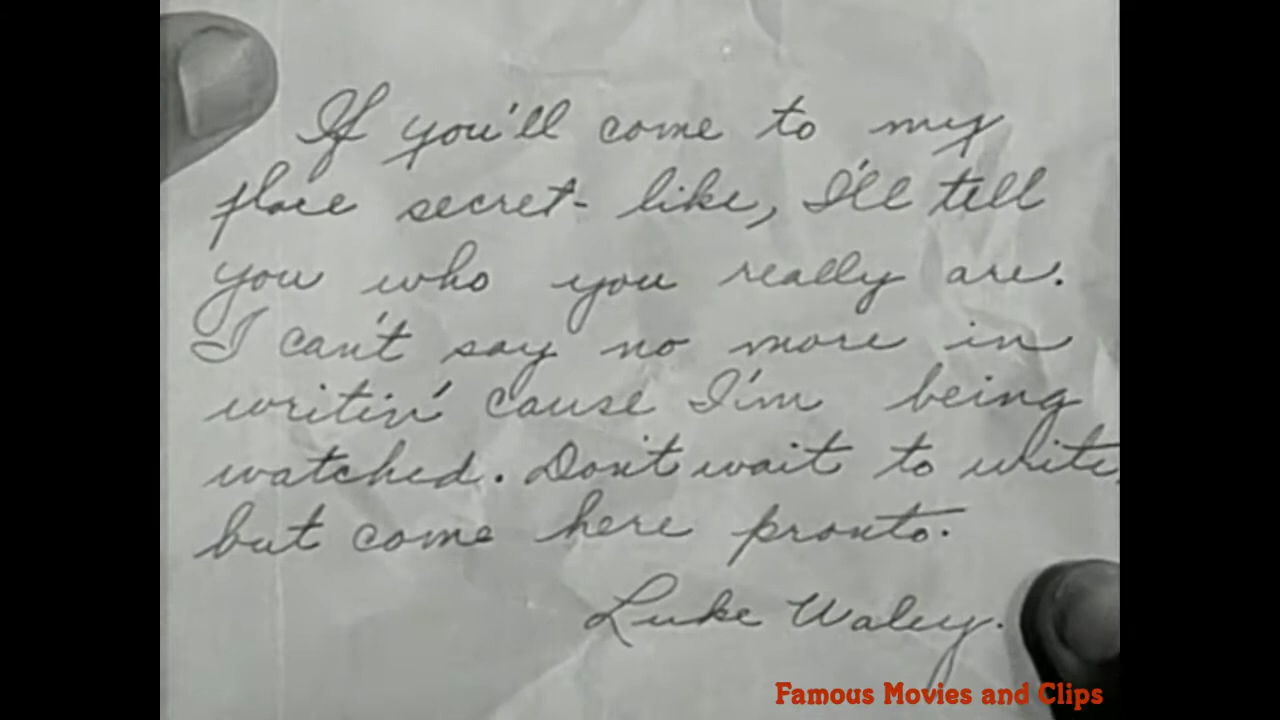 If you'll come to my
place secret-like, I'll tell
you who you really are.
I can't say no more in
writin' 'cause I'm being
watched. Don't wait to write,
but come here pronto.
Luke Waley.
Famous Movies and Clips